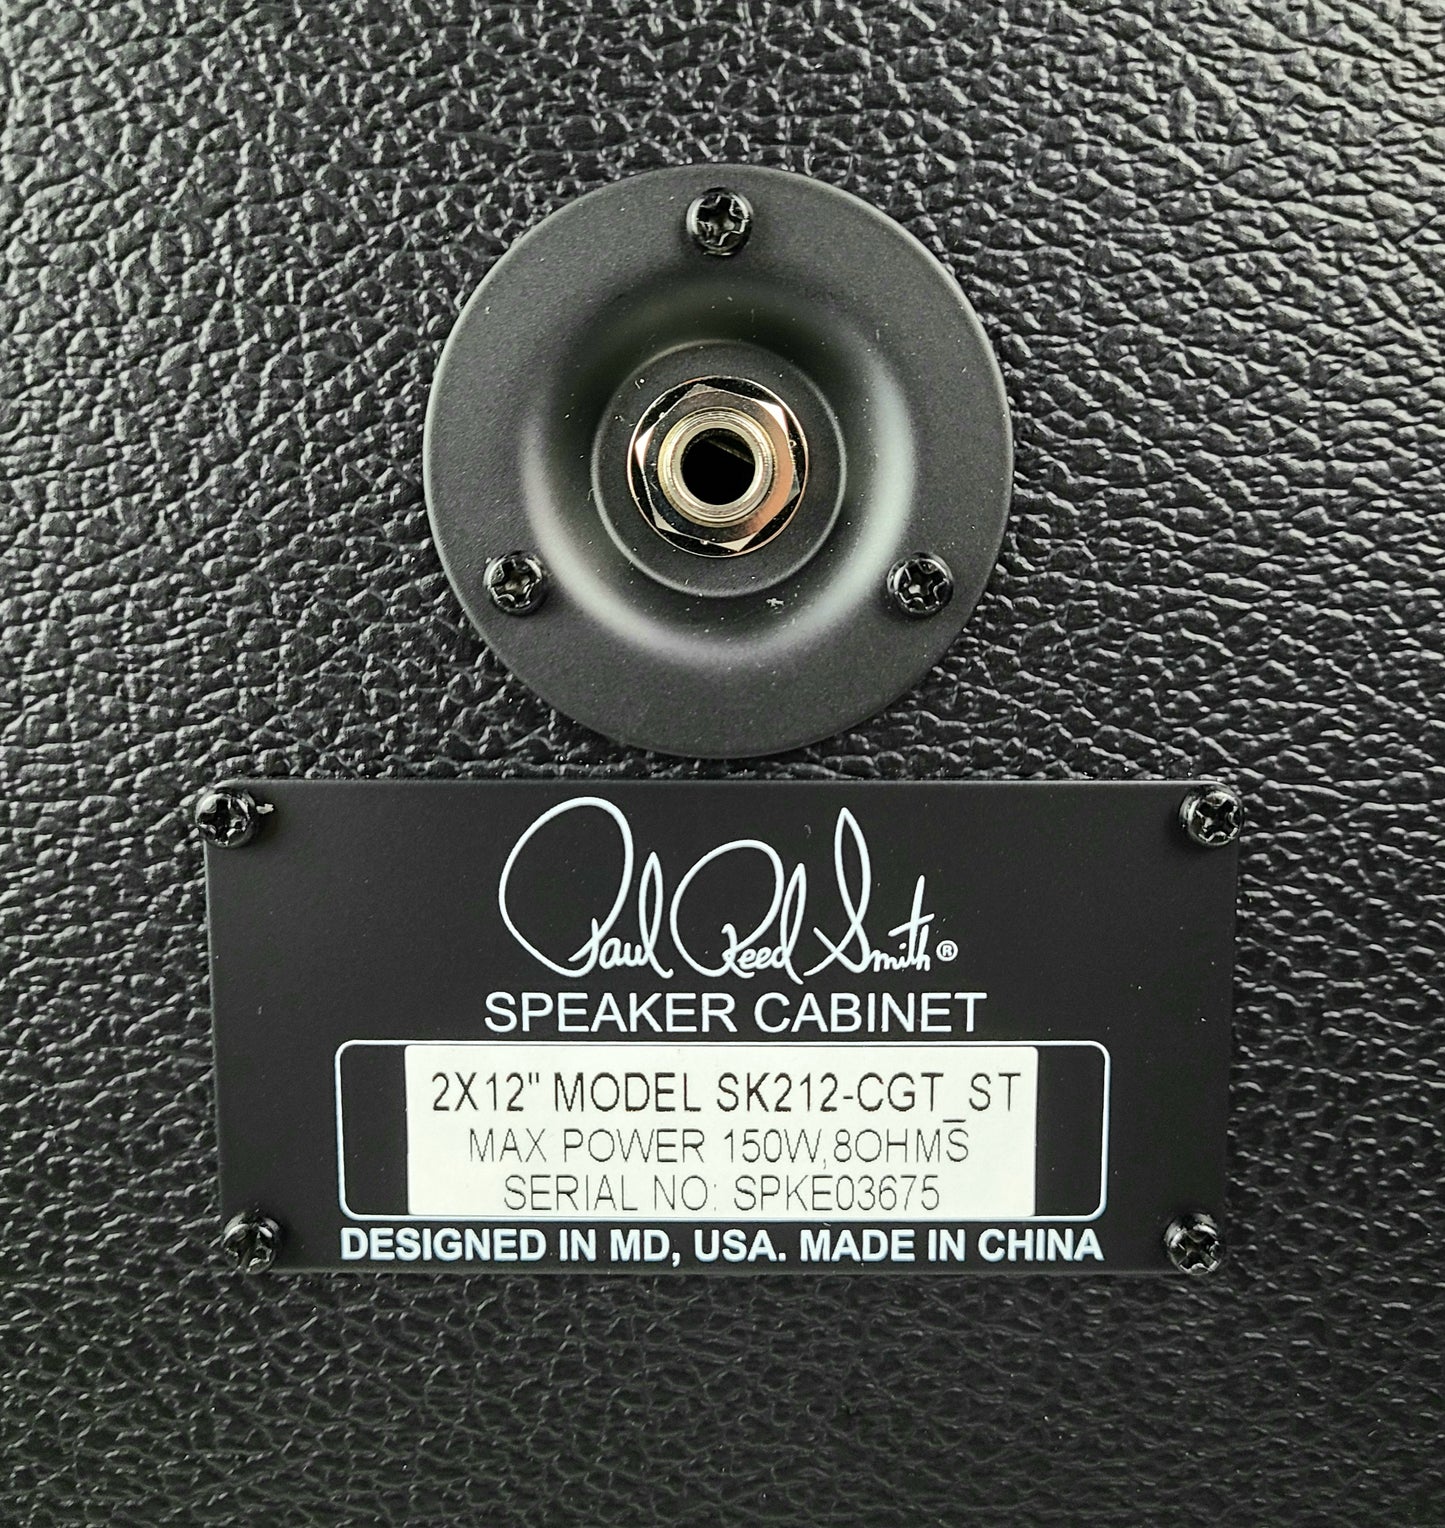 Paul Reed Smith®
SPEAKER CABINET
2X12" MODEL SK212-CGT_ST
MAX POWER 150W,8OHMS
SERIAL NO: SPKE03675
DESIGNED IN MD, USA. MADE IN CHINA